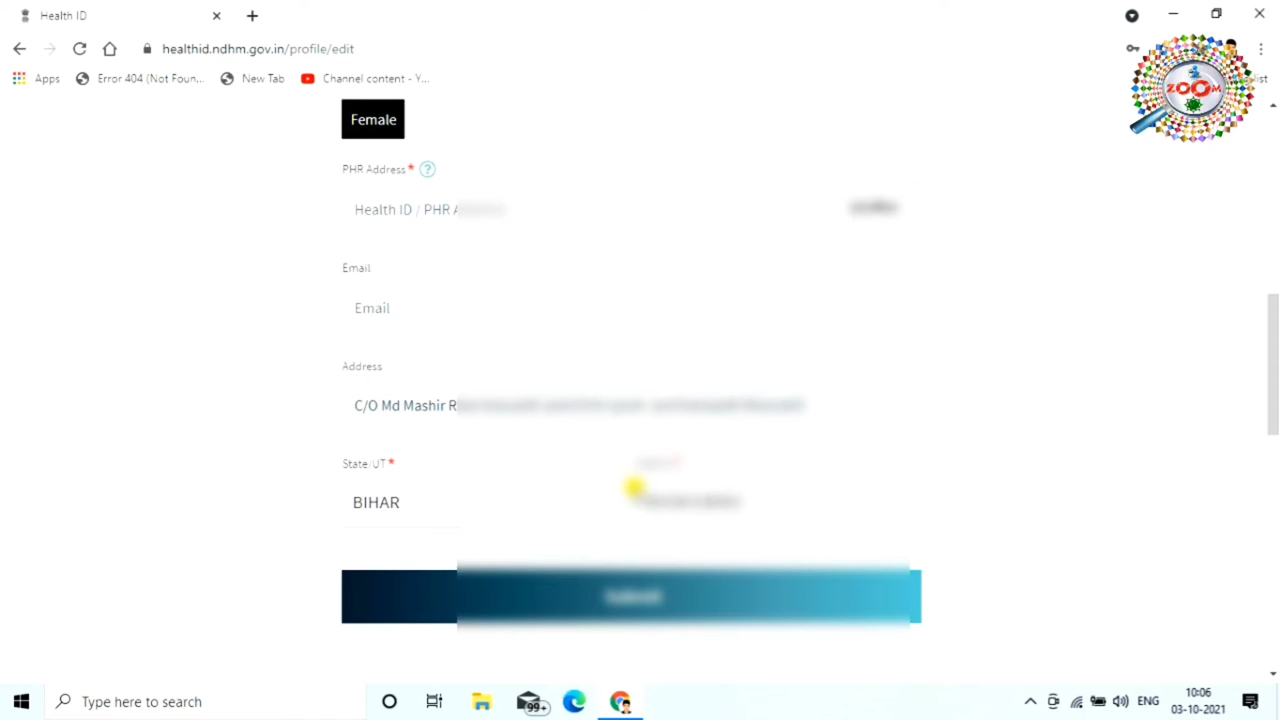 Health ID
healthid.ndhm.gov.in/profile/edit
Apps Error 404 (Not Foun... New Tab Channel content - Y...
ZOOM
Female
PHR Address* ?
Health ID / PHR
Email
Email
Address
C/O Md Mashir
State/UT*
BIHAR
Submit
Type here to search 99+ ENG 10:06
03-10-2021